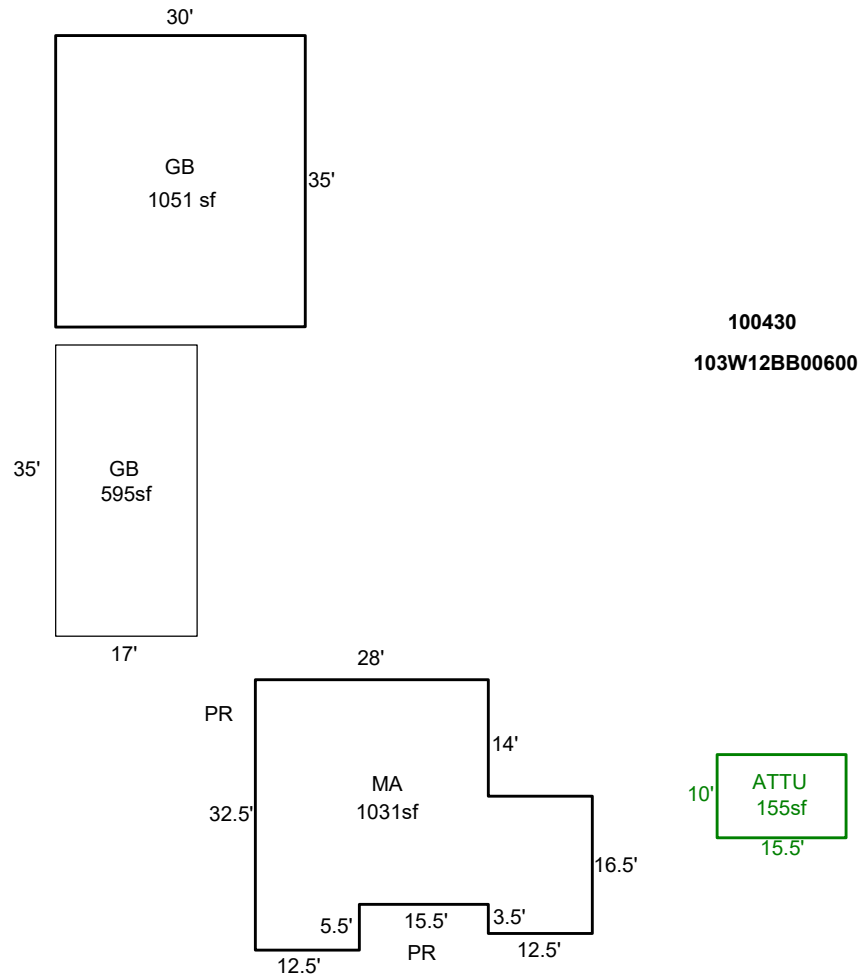 30'
GB
1051 sf
35'
100430
103W12BB00600
35'
GB
595sf
17'
28'
PR
14'
MA
1031sf
32.5'
16.5'
5.5'
15.5'
3.5'
12.5'
PR
12.5'
ATTU
155sf
10'
15.5'